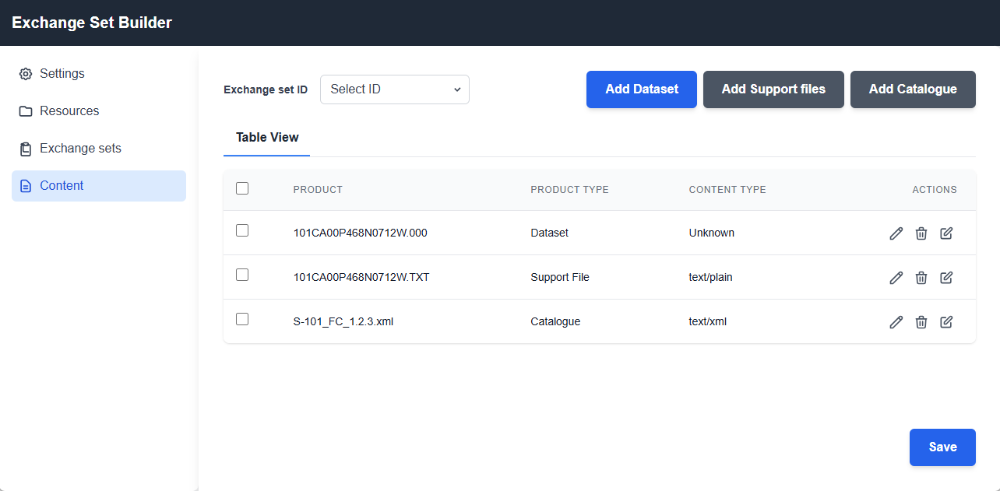 Exchange Set Builder
Settings
Resources
Exchange sets
Content
Exchange set ID Select ID Add Dataset Add Support files Add Catalogue
Table View
PRODUCT PRODUCT TYPE CONTENT TYPE ACTIONS
101CA00P468N0712W.000 Dataset Unknown
101CA00P468N0712W.TXT Support File text/plain
S-101_FC_1.2.3.xml Catalogue text/xml
Save